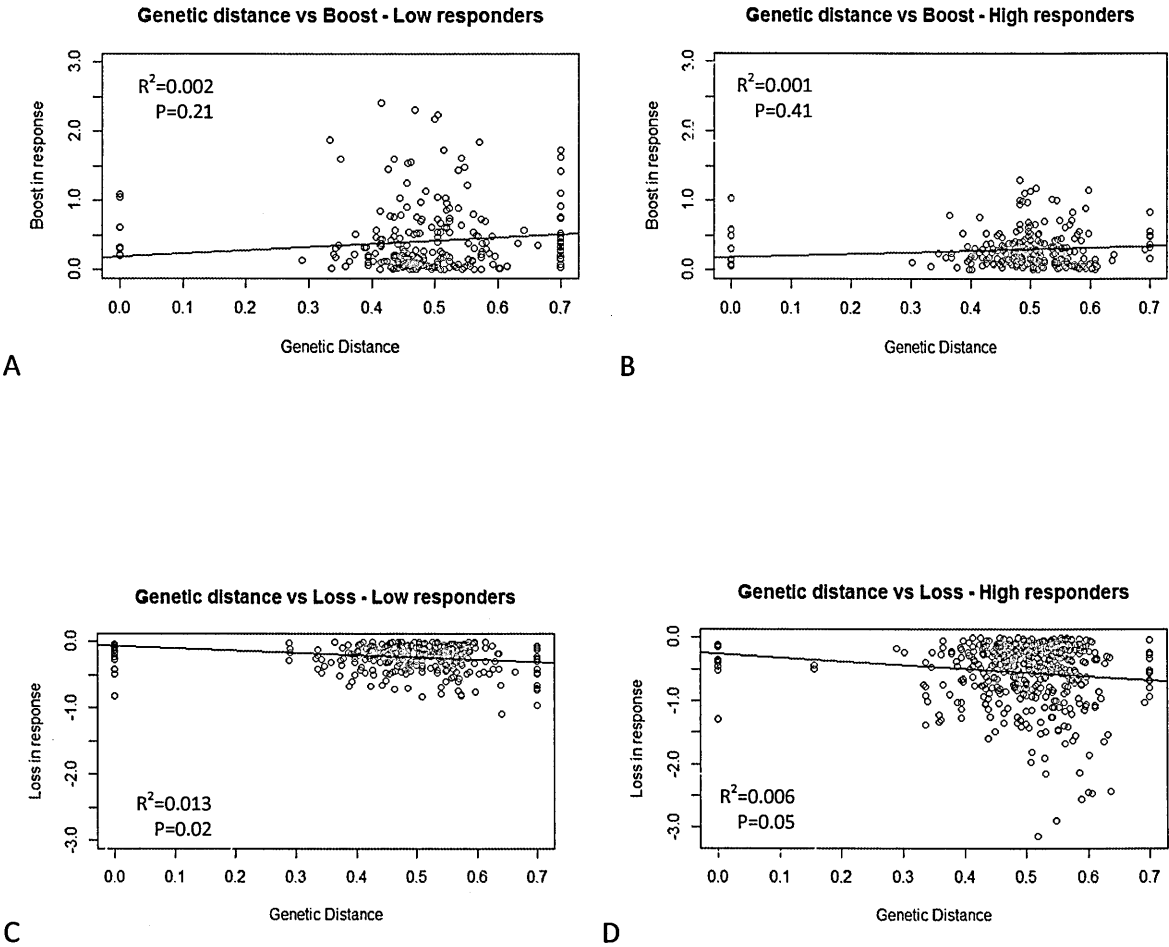 Genetic distance vs Boost - Low responders
Boost in response
3.0
2.0
1.0
0.0
R²=0.002
P=0.21
0.0 0.1 0.2 0.3 0.4 0.5 0.6 0.7
Genetic Distance
A
Genetic distance vs Boost - High responders
Boost in response
3.0
2.0
1.0
0.0
R²=0.001
P=0.41
0.0 0.1 0.2 0.3 0.4 0.5 0.6 0.7
Genetic Distance
B
Genetic distance vs Loss - Low responders
Loss in response
0.0
-1.0
-2.0
-3.0
R²=0.013
P=0.02
0.0 0.1 0.2 0.3 0.4 0.5 0.6 0.7
Genetic Distance
C
Genetic distance vs Loss - High responders
Loss in response
0.0
-1.0
-2.0
-3.0
R²=0.006
P=0.05
0.0 0.1 0.2 0.3 0.4 0.5 0.6 0.7
Genetic Distance
D